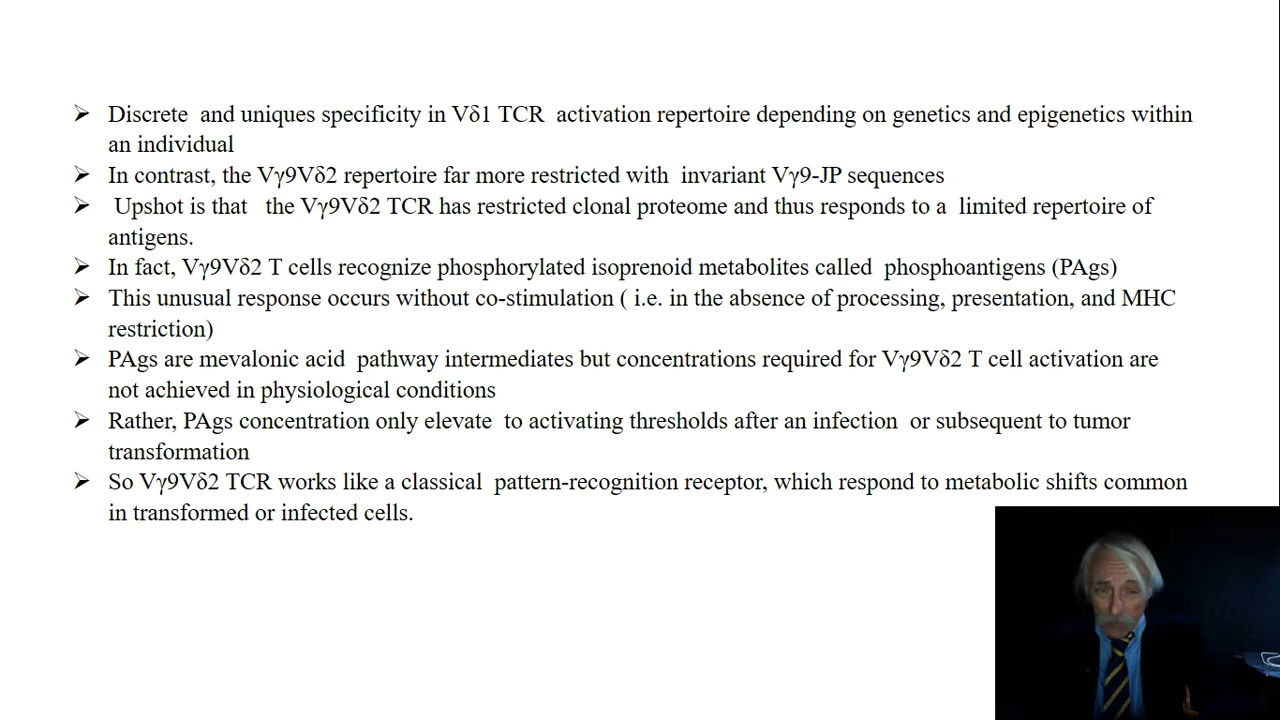 ➢ Discrete and uniques specificity in Vδ1 TCR activation repertoire depending on genetics and epigenetics within
an individual
➢ In contrast, the Vγ9Vδ2 repertoire far more restricted with invariant Vγ9-JP sequences
➢ Upshot is that the Vγ9Vδ2 TCR has restricted clonal proteome and thus responds to a limited repertoire of
antigens.
➢ In fact, Vγ9Vδ2 T cells recognize phosphorylated isoprenoid metabolites called phosphoantigens (PAgs)
➢ This unusual response occurs without co-stimulation ( i.e. in the absence of processing, presentation, and MHC
restriction)
➢ PAgs are mevalonic acid pathway intermediates but concentrations required for Vγ9Vδ2 T cell activation are
not achieved in physiological conditions
➢ Rather, PAgs concentration only elevate to activating thresholds after an infection or subsequent to tumor
transformation
➢ So Vγ9Vδ2 TCR works like a classical pattern-recognition receptor, which respond to metabolic shifts common
in transformed or infected cells.